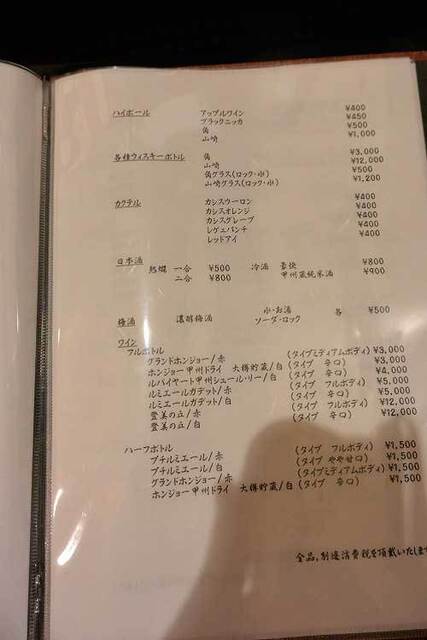 ハイボール アップルワイン ¥400
ブラックニッカ ¥450
角 ¥500
山崎 ¥1,000
各種ウィスキーボトル 角 ¥3,000
山崎 ¥12,000
角グラス(ロック・水) ¥500
山崎グラス(ロック・水) ¥1,200
カクテル カシスウーロン ¥400
カシスオレンジ ¥400
カシスグレープ ¥400
レゲェパンチ ¥400
レッドアイ ¥400
日本酒 熱燗 一合 ¥500 冷酒 春快 ¥800
二合 ¥800 甲州蔵純米酒 ¥900
梅酒 濃醇梅酒 水・お湯 各 ¥500
ソーダ・ロック
ワイン
フルボトル
グランドホンジョー/赤 (タイプミディアムボディ) ¥3,000
ホンジョー甲州ドライ 大樽貯蔵/白 (タイプ 辛口) ¥3,000
ルバイヤート甲州シュール・リー/白 (タイプ 辛口) ¥4,000
ルミエールガデット/赤 (タイプ フルボディ) ¥5,000
ルミエールガデット/白 (タイプ 辛口) ¥5,000
登美の丘/赤 (タイプ フルボディ) ¥12,000
登美の丘/白 (タイプ 辛口) ¥12,000
ハーフボトル
プチルミエール/赤 (タイプ フルボディ) ¥1,500
プチルミエール/白 (タイプ やや甘口) ¥1,500
グランドホンジョー/赤 (タイプミディアムボディ) ¥1,500
ホンジョー甲州ドライ 大樽貯蔵/白 (タイプ 辛口) ¥1,500
全品、別途消費税を頂戴いたしま